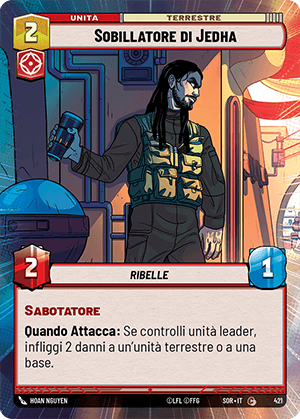 UNITÀ
TERRESTRE
2
SOBILLATORE DI JEDHA
2
RIBELLE
1
SABOTATORE
Quando Attacca: Se controlli unità leader,
infliggi 2 danni a un'unità terrestre o a una
base.
HOAN NGUYEN
©LFL ©FFG
SOR•IT
C
421